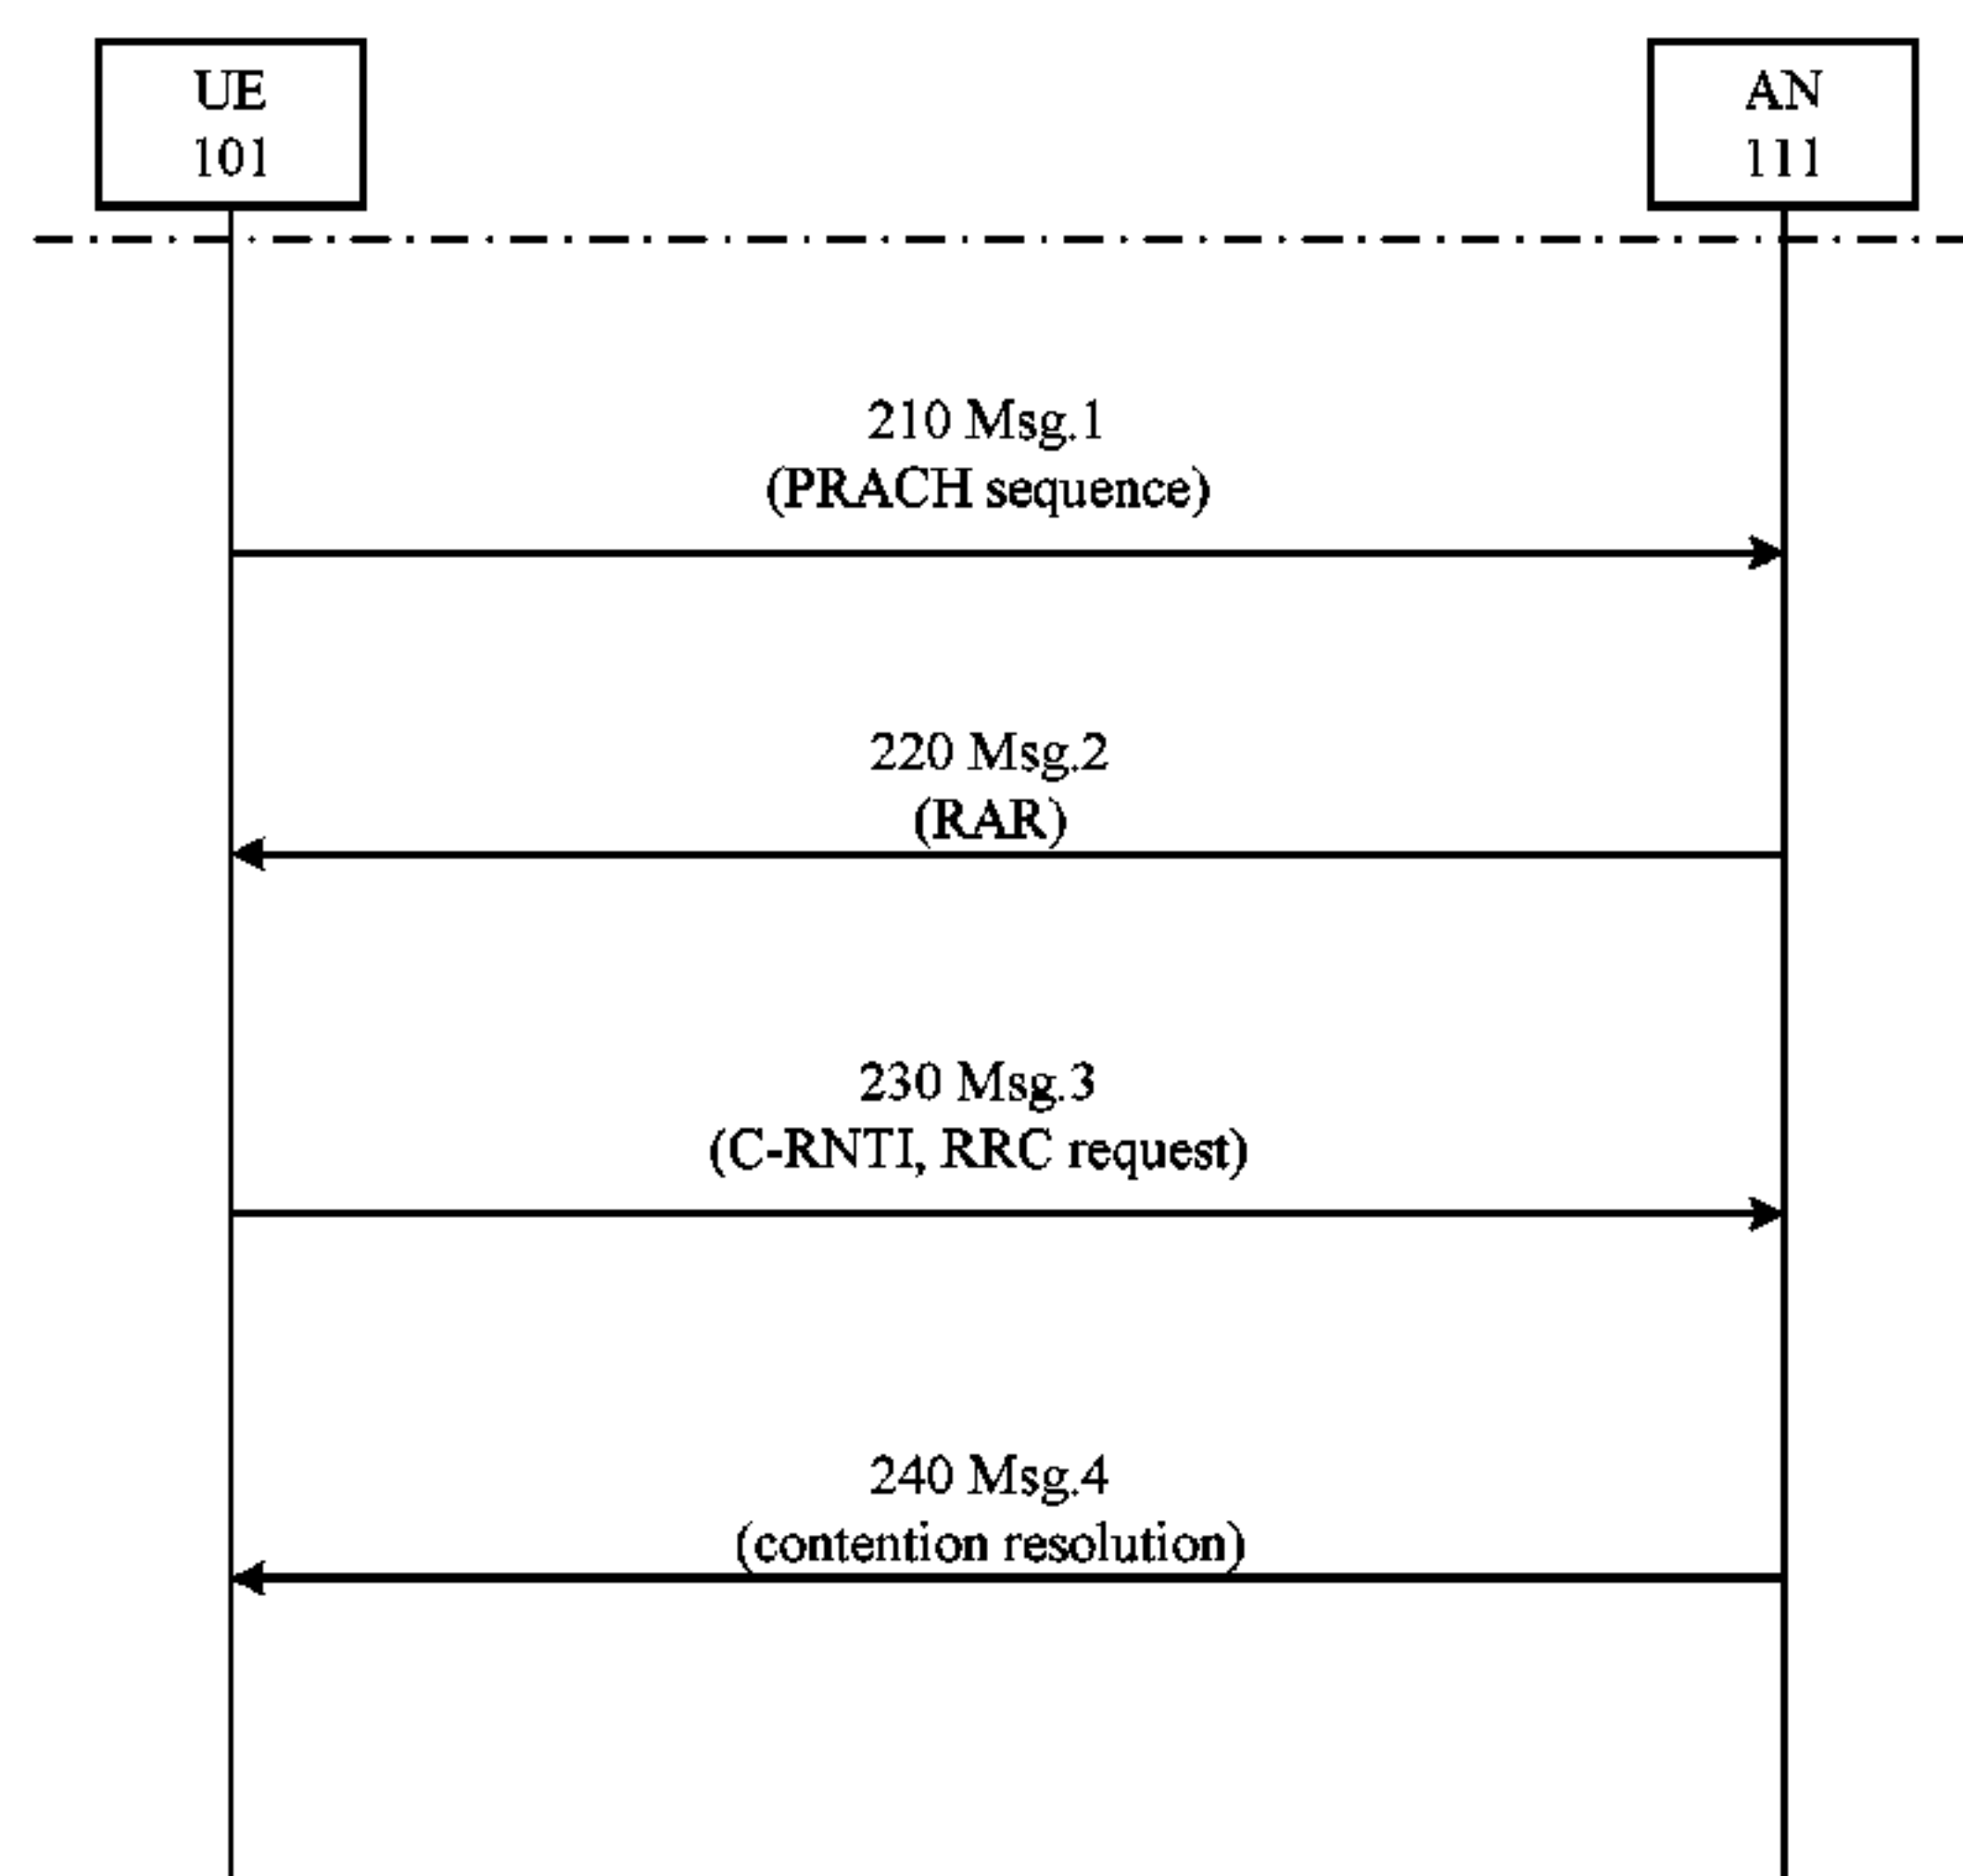 UE
101
AN
111
210 Msg.1
(PRACH sequence)
220 Msg.2
(RAR)
230 Msg.3
(C-RNTI, RRC request)
240 Msg.4
(contention resolution)